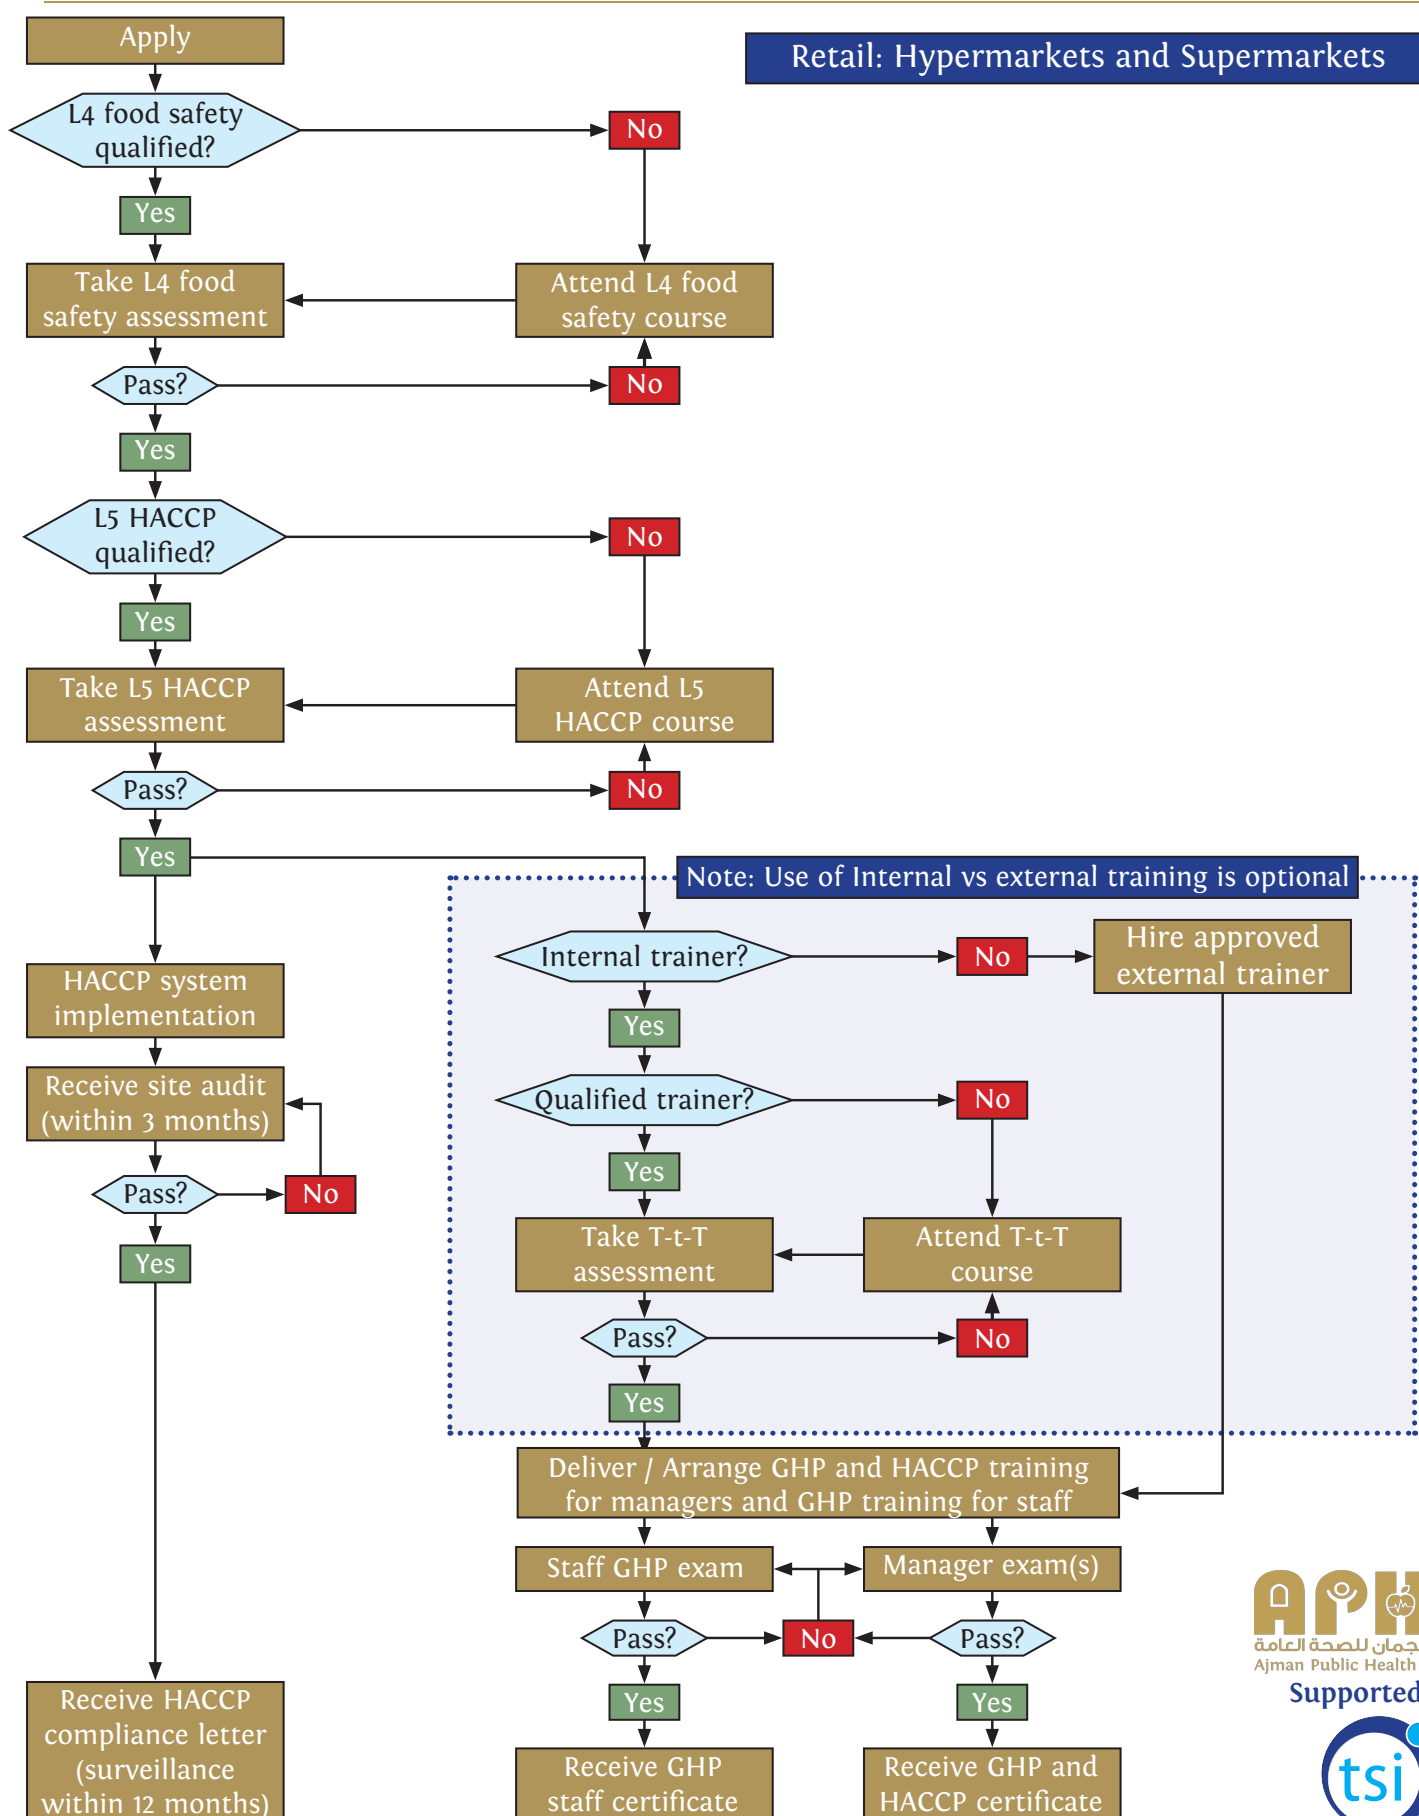 Apply
Retail: Hypermarkets and Supermarkets
L4 food safety
qualified?
No
Yes
Take L4 food
safety assessment
Attend L4 food
safety course
Pass?
No
Yes
L5 HACCP
qualified?
No
Yes
Take L5 HACCP
assessment
Attend L5
HACCP course
Pass?
No
Yes
Note: Use of Internal vs external training is optional
Internal trainer?
No
Hire approved
external trainer
HACCP system
implementation
Yes
Receive site audit
(within 3 months)
Qualified trainer?
No
Pass?
No
Yes
Yes
Take T-t-T
assessment
Attend T-t-T
course
Pass?
No
Yes
Deliver / Arrange GHP and HACCP training
for managers and GHP training for staff
Staff GHP exam
Manager exam(s)
Pass?
No
Pass?
Yes
Yes
Receive HACCP
compliance letter
(surveillance
within 12 months)
Receive GHP
staff certificate
Receive GHP and
HACCP certificate
APH
عجمان للصحة العامة
Ajman Public Health
Supported
tsi